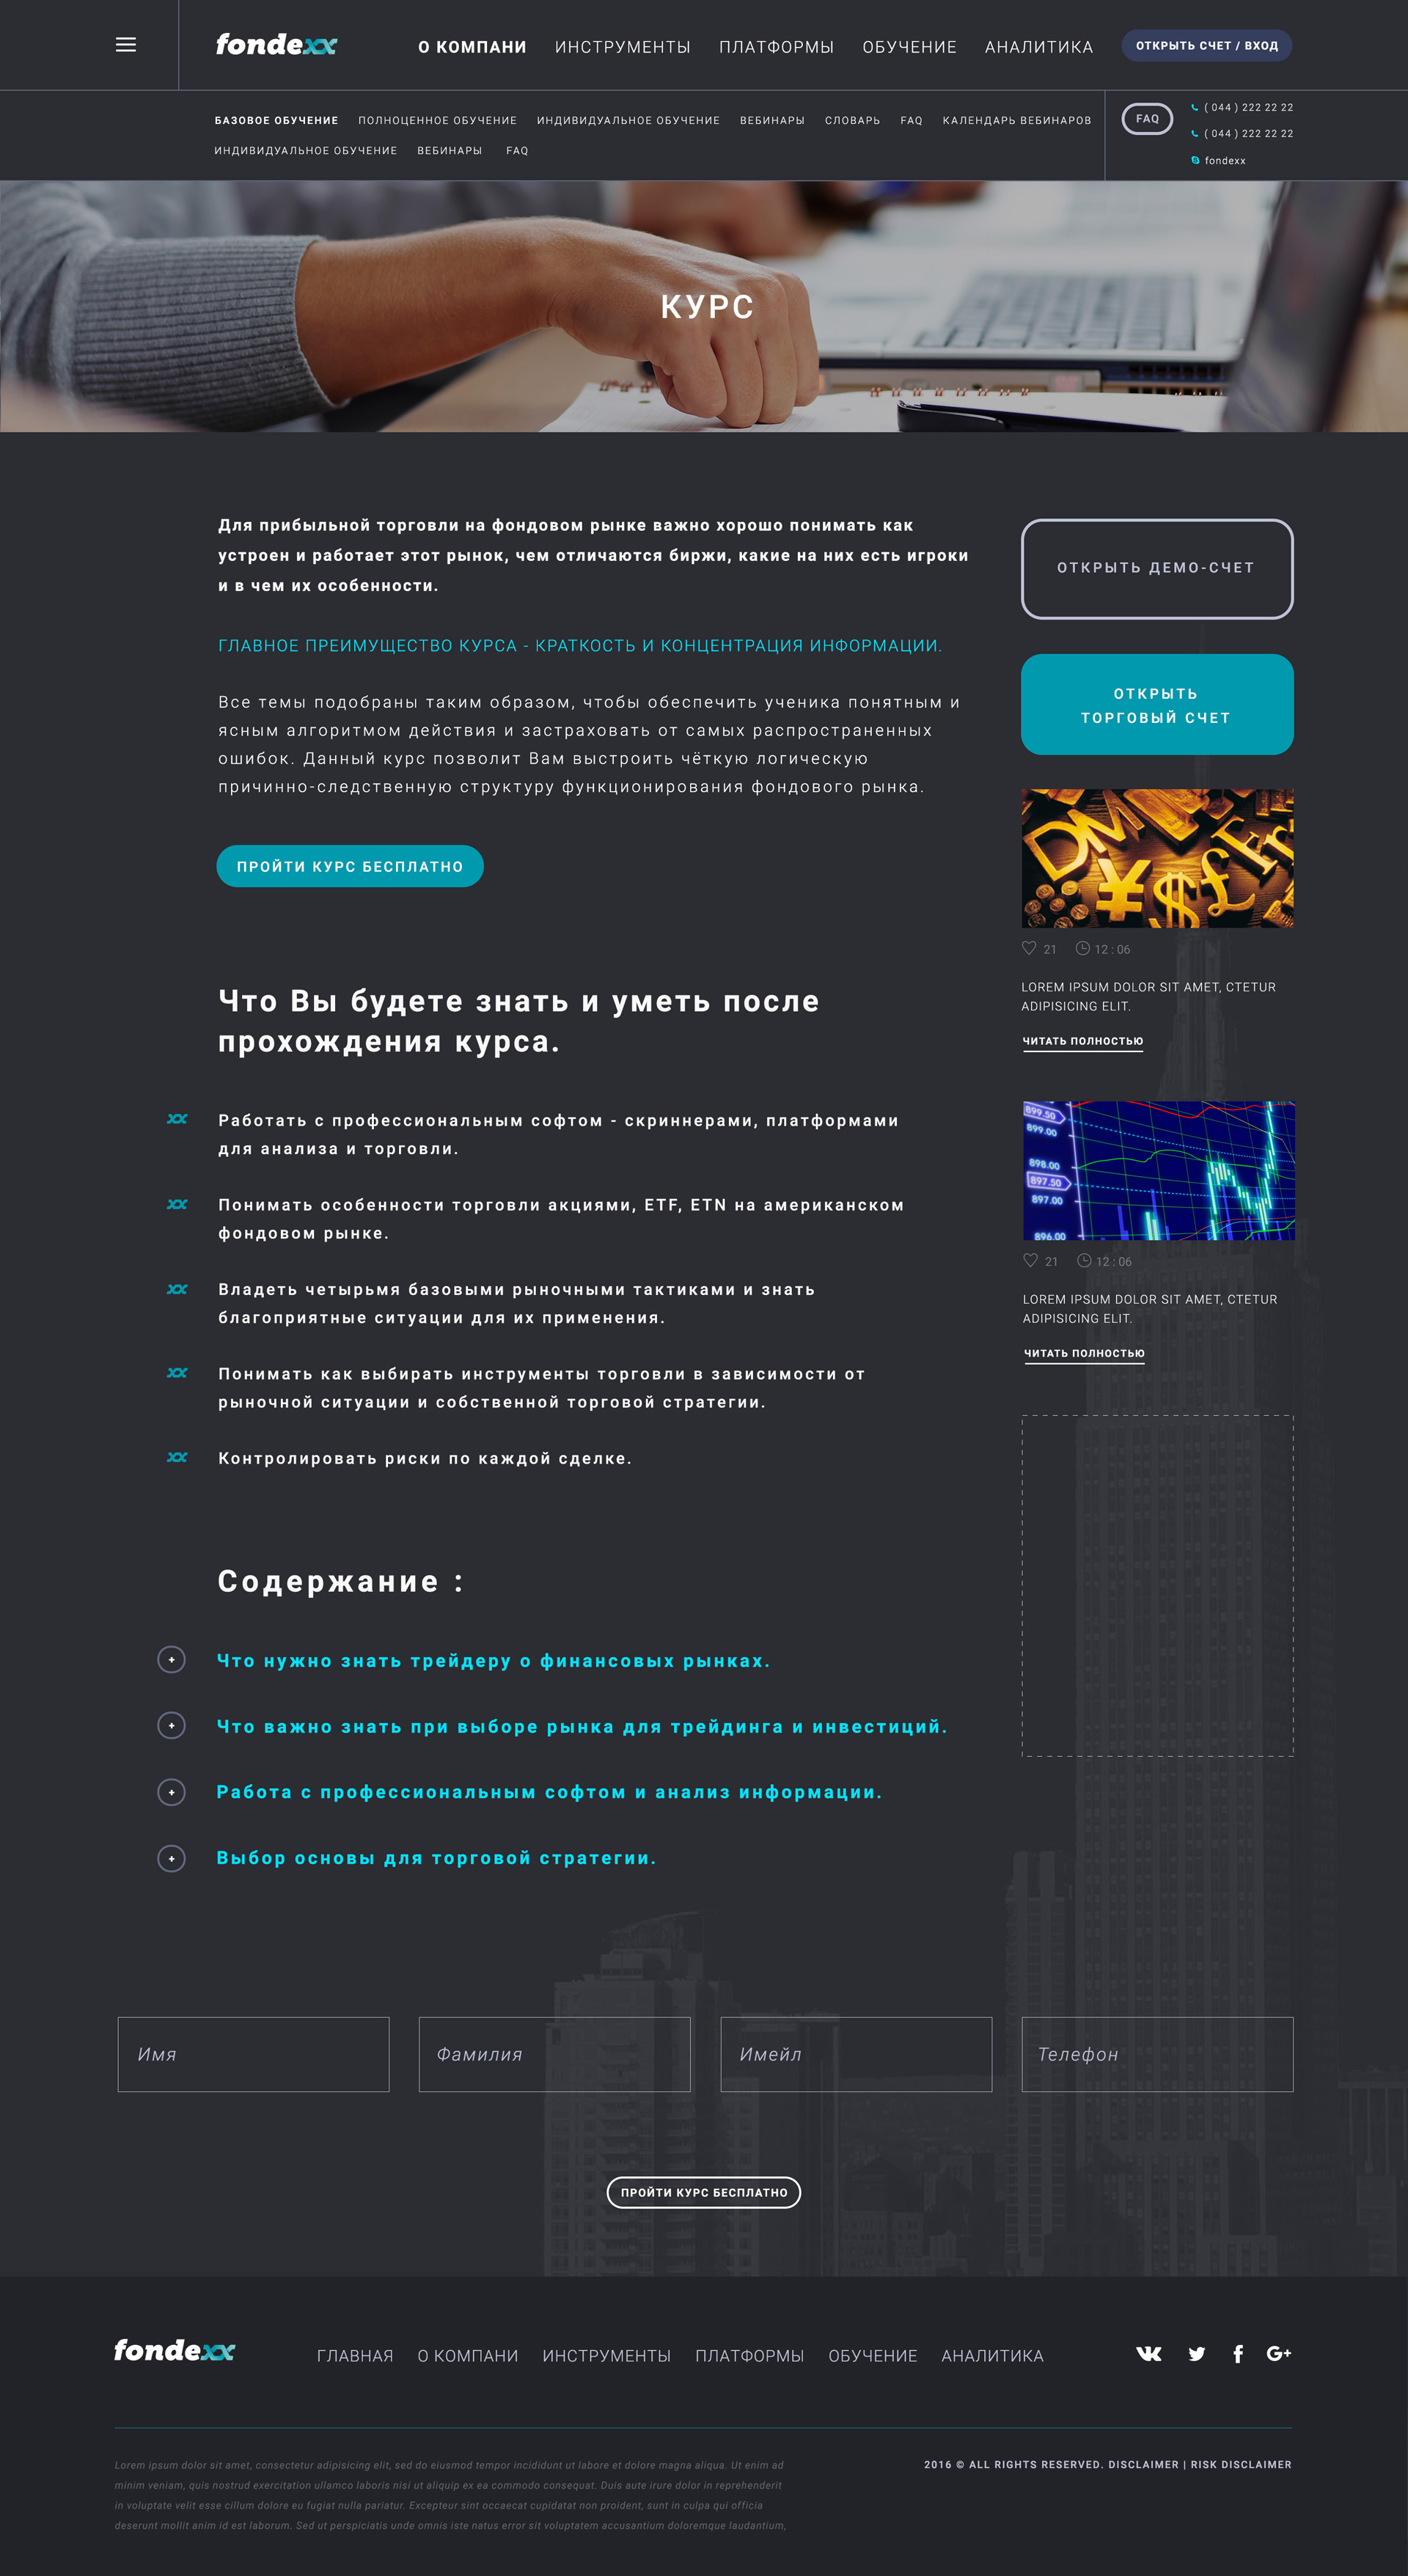 fondexx
О КОМПАНИ ИНСТРУМЕНТЫ ПЛАТФОРМЫ ОБУЧЕНИЕ АНАЛИТИКА
ОТКРЫТЬ СЧЕТ / ВХОД
БАЗОВОЕ ОБУЧЕНИЕ ПОЛНОЦЕННОЕ ОБУЧЕНИЕ ИНДИВИДУАЛЬНОЕ ОБУЧЕНИЕ ВЕБИНАРЫ СЛОВАРЬ FAQ КАЛЕНДАРЬ ВЕБИНАРОВ
ИНДИВИДУАЛЬНОЕ ОБУЧЕНИЕ ВЕБИНАРЫ FAQ
FAQ
( 044 ) 222 22 22
( 044 ) 222 22 22
fondexx
КУРС
Для прибыльной торговли на фондовом рынке важно хорошо понимать как
устроен и работает этот рынок, чем отличаются биржи, какие на них есть игроки
и в чем их особенности.
ГЛАВНОЕ ПРЕИМУЩЕСТВО КУРСА - КРАТКОСТЬ И КОНЦЕНТРАЦИЯ ИНФОРМАЦИИ.
Все темы подобраны таким образом, чтобы обеспечить ученика понятным и
ясным алгоритмом действия и застраховать от самых распространенных
ошибок. Данный курс позволит Вам выстроить чёткую логическую
причинно-следственную структуру функционирования фондового рынка.
ПРОЙТИ КУРС БЕСПЛАТНО
Что Вы будете знать и уметь после
прохождения курса.
xx Работать с профессиональным софтом - скриннерами, платформами
для анализа и торговли.
xx Понимать особенности торговли акциями, ETF, ETN на американском
фондовом рынке.
xx Владеть четырьмя базовыми рыночными тактиками и знать
благоприятные ситуации для их применения.
xx Понимать как выбирать инструменты торговли в зависимости от
рыночной ситуации и собственной торговой стратегии.
xx Контролировать риски по каждой сделке.
Содержание :
+ Что нужно знать трейдеру о финансовых рынках.
+ Что важно знать при выборе рынка для трейдинга и инвестиций.
+ Работа с профессиональным софтом и анализ информации.
+ Выбор основы для торговой стратегии.
ОТКРЫТЬ ДЕМО-СЧЕТ
ОТКРЫТЬ
ТОРГОВЫЙ СЧЕТ
DM ¥ $ £ Fr
21 12 : 06
LOREM IPSUM DOLOR SIT AMET, CTETUR
ADIPISICING ELIT.
ЧИТАТЬ ПОЛНОСТЬЮ
899.50
899.00
898.00
897.50
897.00
896.00
21 12 : 06
LOREM IPSUM DOLOR SIT AMET, CTETUR
ADIPISICING ELIT.
ЧИТАТЬ ПОЛНОСТЬЮ
Имя Фамилия Имейл Телефон
ПРОЙТИ КУРС БЕСПЛАТНО
fondexx
ГЛАВНАЯ О КОМПАНИ ИНСТРУМЕНТЫ ПЛАТФОРМЫ ОБУЧЕНИЕ АНАЛИТИКА
f G+
Lorem ipsum dolor sit amet, consectetur adipisicing elit, sed do eiusmod tempor incididunt ut labore et dolore magna aliqua. Ut enim ad
minim veniam, quis nostrud exercitation ullamco laboris nisi ut aliquip ex ea commodo consequat. Duis aute irure dolor in reprehenderit
in voluptate velit esse cillum dolore eu fugiat nulla pariatur. Excepteur sint occaecat cupidatat non proident, sunt in culpa qui officia
deserunt mollit anim id est laborum. Sed ut perspiciatis unde omnis iste natus error sit voluptatem accusantium doloremque laudantium,
2016 © ALL RIGHTS RESERVED. DISCLAIMER | RISK DISCLAIMER